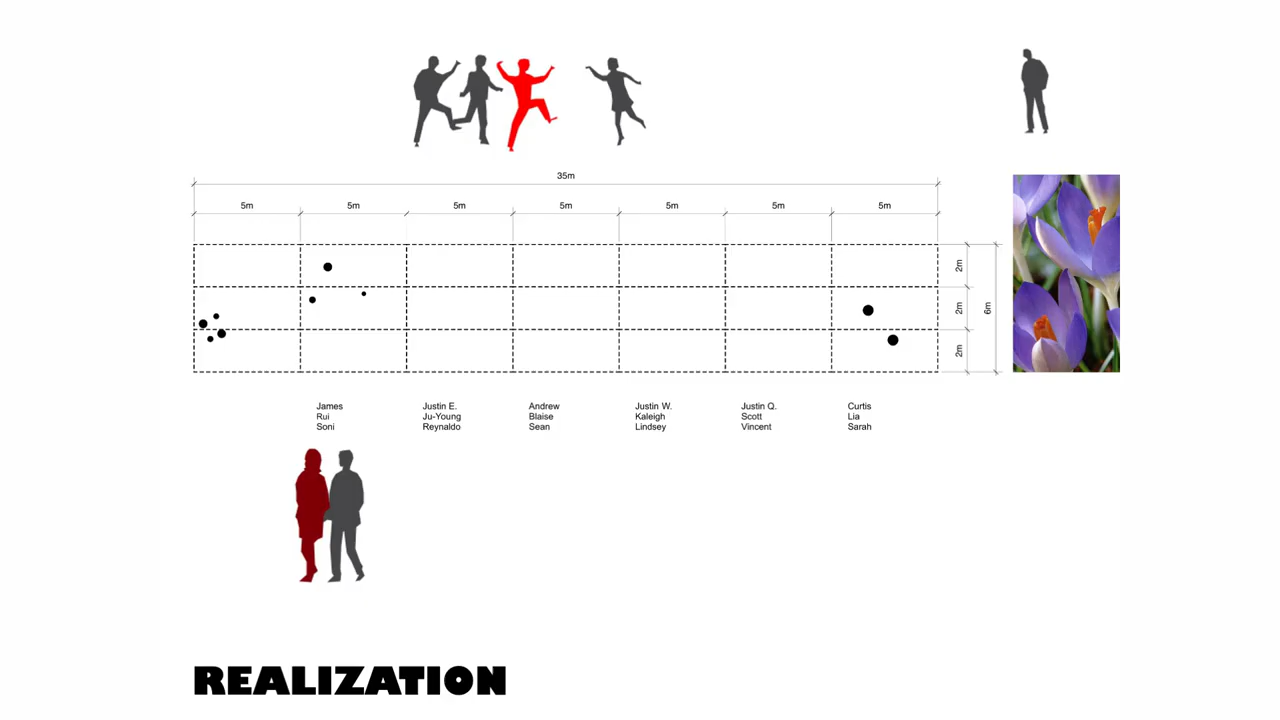 35m
5m 5m 5m 5m 5m 5m 5m
2m
2m
2m
6m
James
Rui
Soni
Justin E.
Ju-Young
Reynaldo
Andrew
Blaise
Sean
Justin W.
Kaleigh
Lindsey
Justin Q.
Scott
Vincent
Curtis
Lia
Sarah
REALIZATION